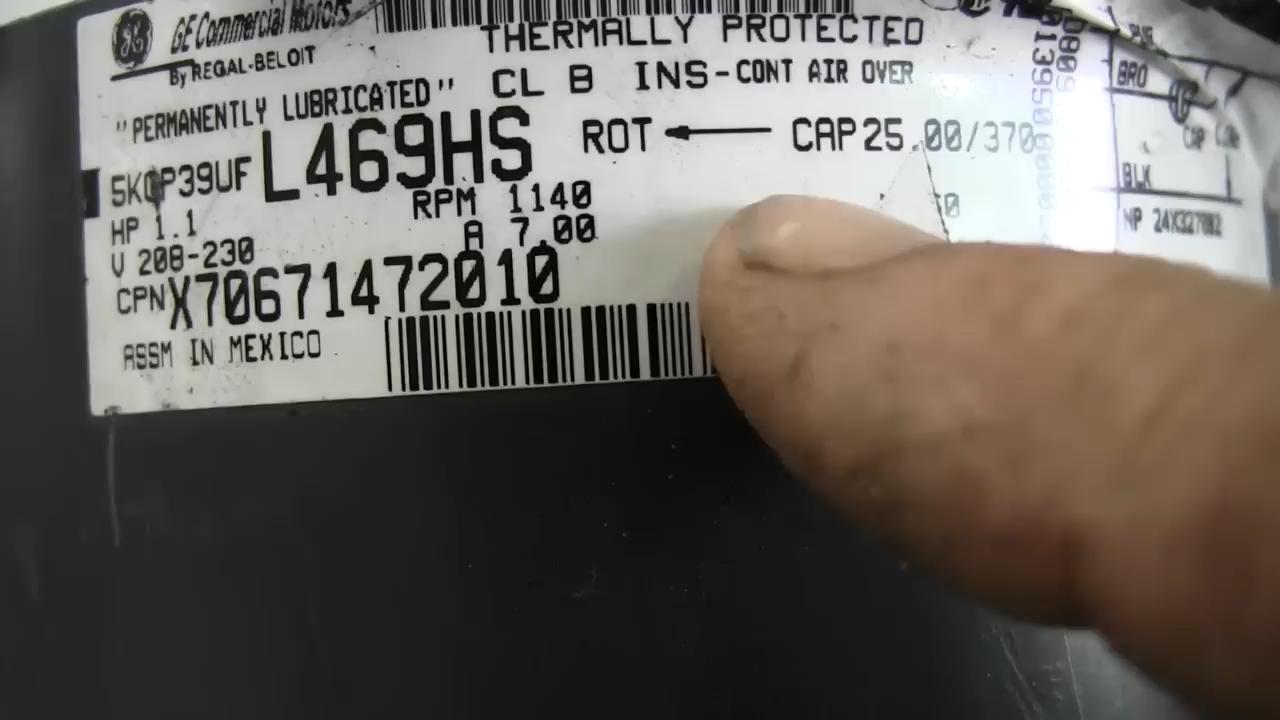 GE Commercial Motors
By REGAL-BELOIT
THERMALLY PROTECTED
"PERMANENTLY LUBRICATED" CL B INS-CONT AIR OVER
5KCP39UF L469HS ROT CAP 25.00/370
HP 1.1 RPM 1140
V 208-230 A 7.00
CPN X70671472010
ASSM IN MEXICO
BRO
BLK